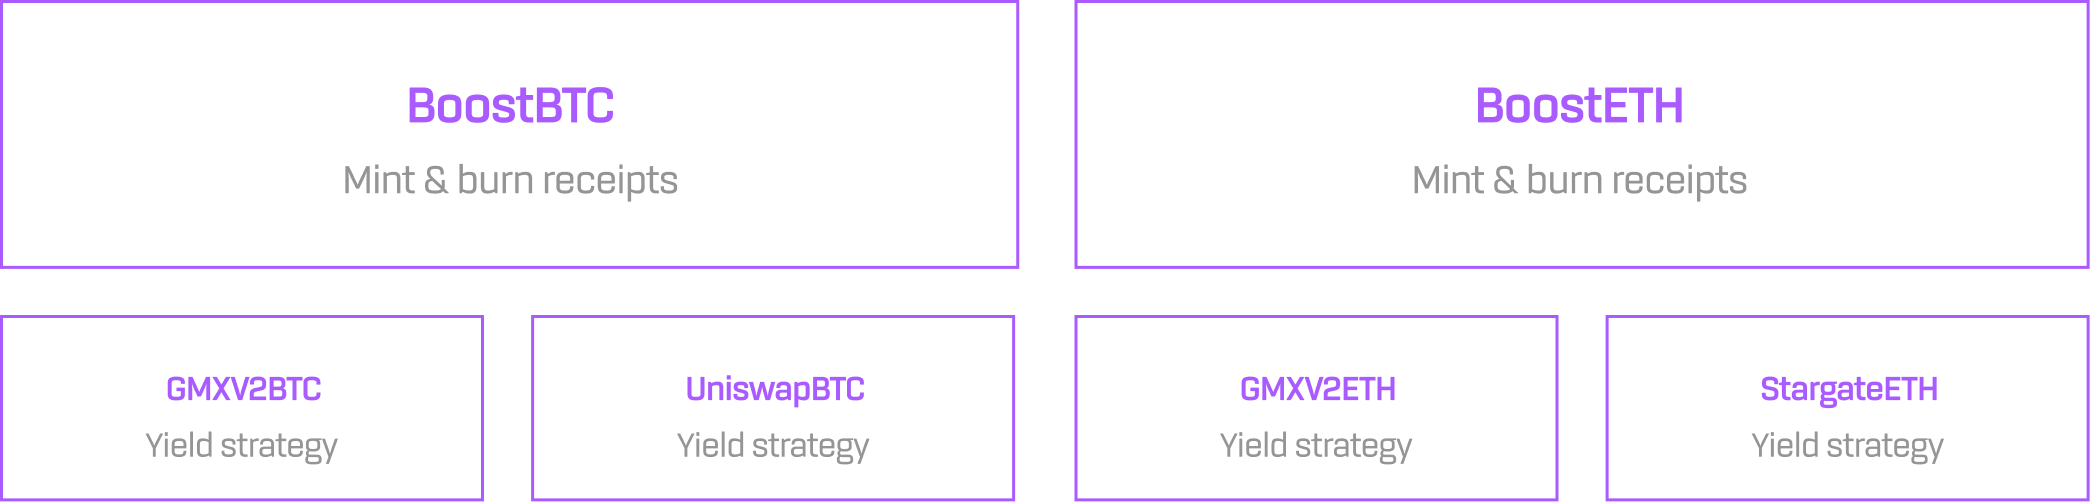 BoostBTC
Mint & burn receipts
BoostETH
Mint & burn receipts
GMXV2BTC
Yield strategy
UniswapBTC
Yield strategy
GMXV2ETH
Yield strategy
StargateETH
Yield strategy